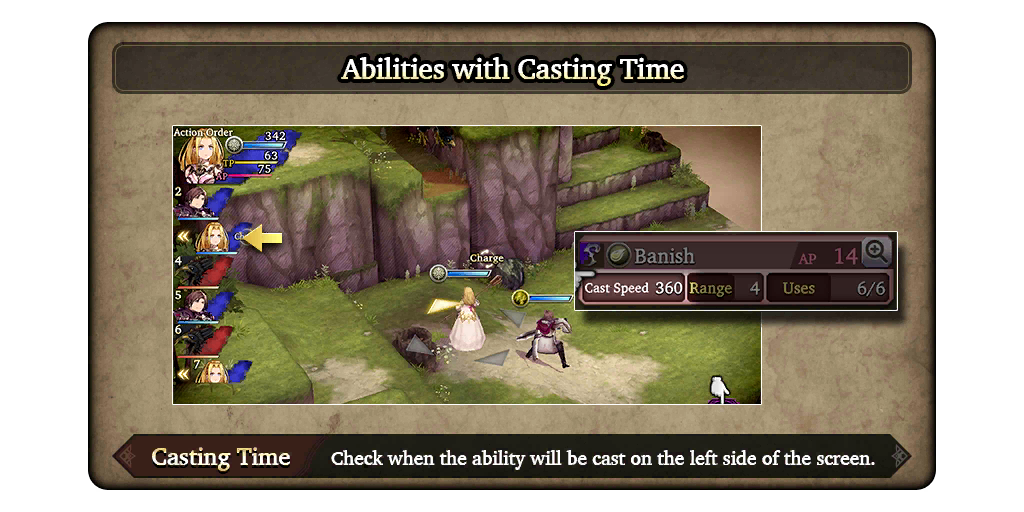 Abilities with Casting Time
Action Order
342
TP 63
AP 75
2
4
5
6
7
Charge
Banish AP 14
Cast Speed 360 Range 4 Uses 6/6
Casting Time Check when the ability will be cast on the left side of the screen.